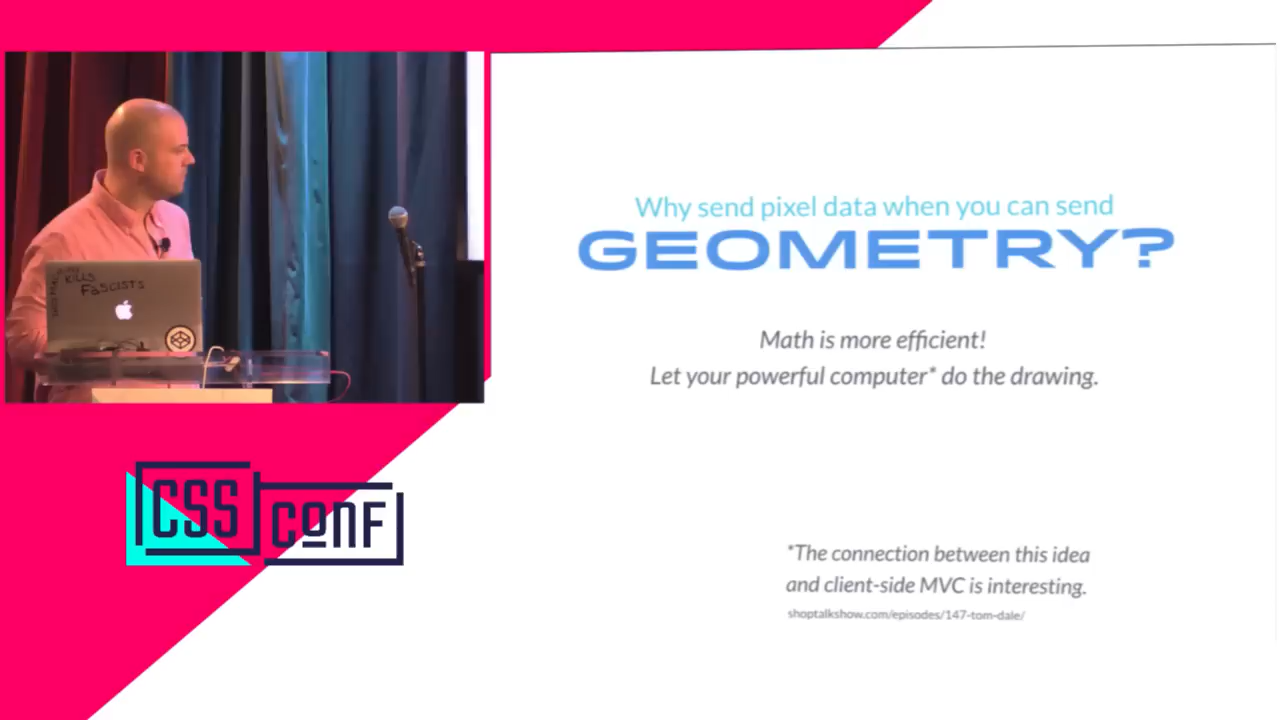 KILLS
FASCISTS
CSS
CONF
Why send pixel data when you can send
GEOMETRY?
Math is more efficient!
Let your powerful computer* do the drawing.
*The connection between this idea
and client-side MVC is interesting.
shoptalkshow.com/episodes/147-tom-dale/